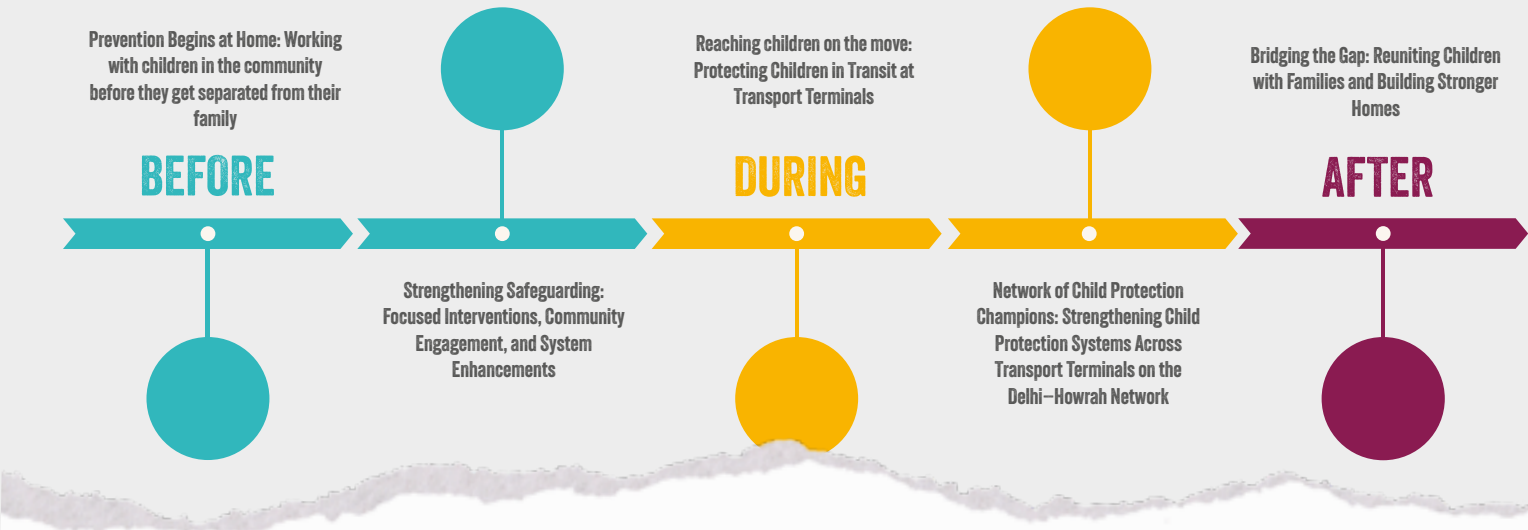 Prevention Begins at Home: Working
with children in the community
before they get separated from their
family
BEFORE
Strengthening Safeguarding:
Focused Interventions, Community
Engagement, and System
Enhancements
Reaching children on the move:
Protecting Children in Transit at
Transport Terminals
DURING
Network of Child Protection
Champions: Strengthening Child
Protection Systems Across
Transport Terminals on the
Delhi–Howrah Network
Bridging the Gap: Reuniting Children
with Families and Building Stronger
Homes
AFTER